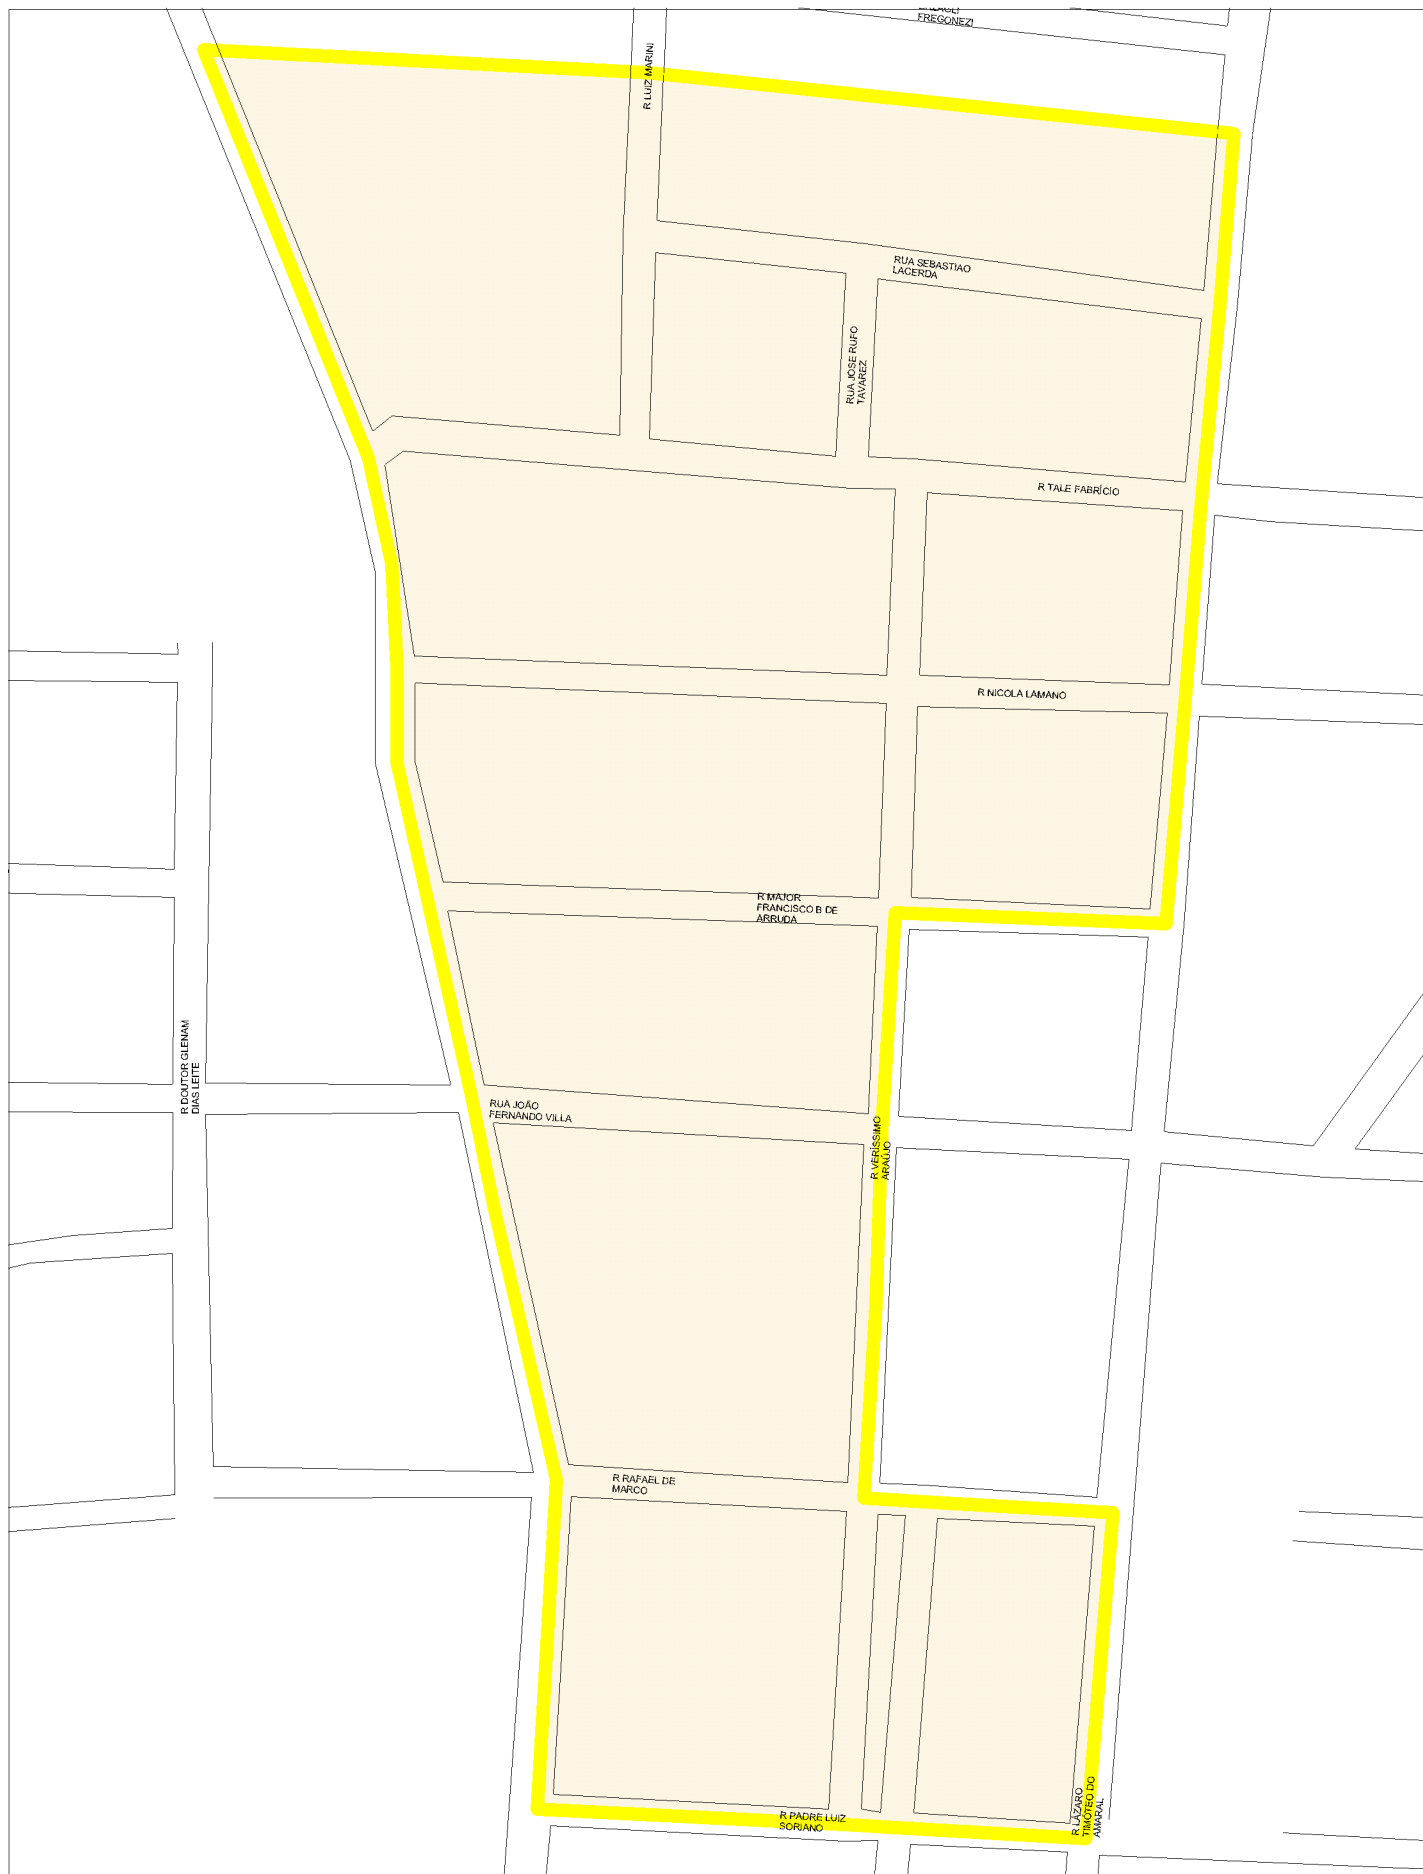 FREGONEZI
R LUIZ MARINI
RUA SEBASTIAO
LACERDA
RUA JOSE RUFO
TAVAREZ
R TALE FABRÍCIO
R NICOLA LAMANO
R MAJOR
FRANCISCO B DE
ARRUDA
R DOUTOR GLENAM
DIAS LEITE
RUA JOÃO
FERNANDO VILLA
R VERÍSSIMO
ARAÚJO
R RAFAEL DE
MARCO
R PADRE LUIZ
SORIANO
R LÁZARO
TIMÓTEO DO
AMARAL